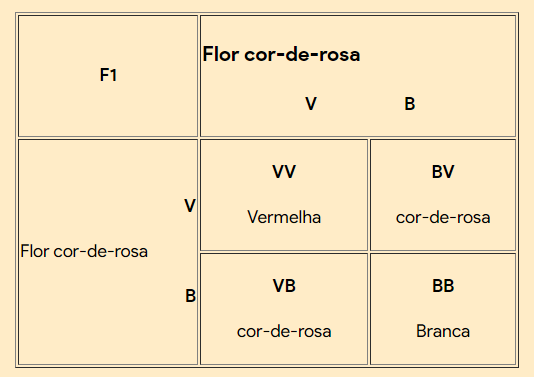 F1
Flor cor-de-rosa
V B
VV BV
V
Vermelha cor-de-rosa
Flor cor-de-rosa
B
VB BB
cor-de-rosa Branca